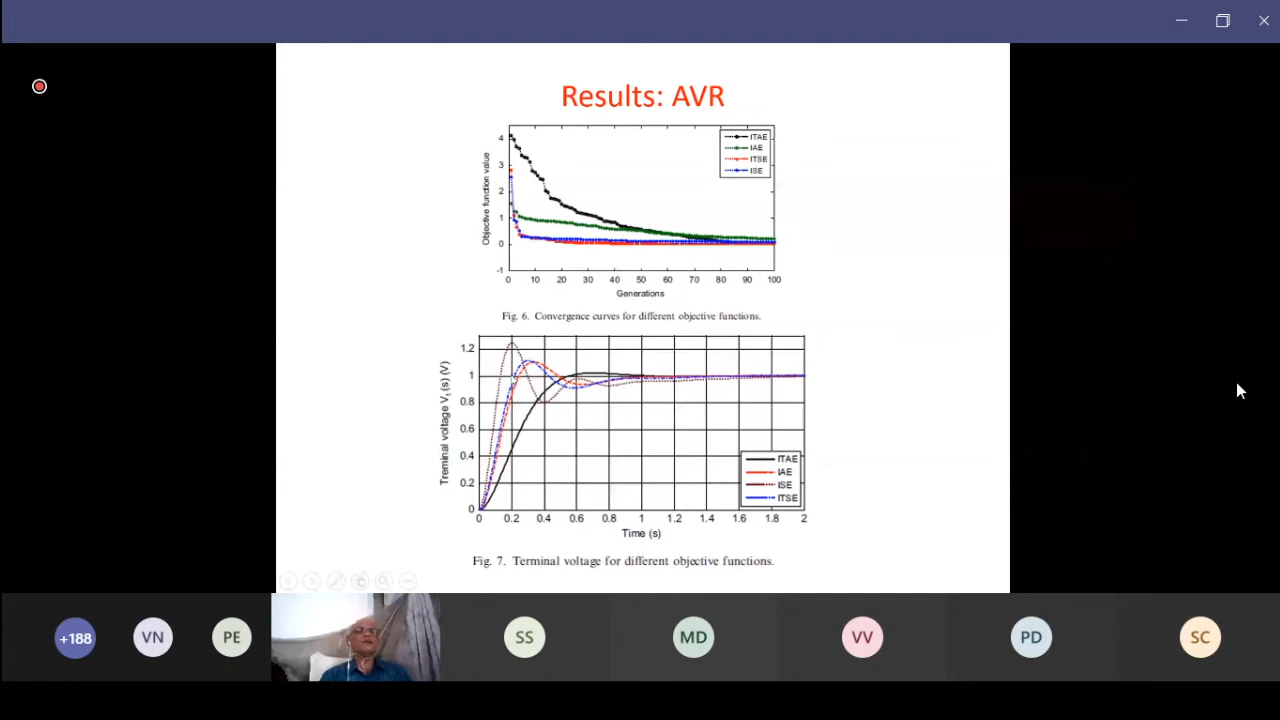 Results: AVR
4
3
2
1
0
-1
Objective function value
ITAE
IAE
ITSE
ISE
0 10 20 30 40 50 60 70 80 90 100
Generations
Fig. 6. Convergence curves for different objective functions.
1.2
1
0.8
0.6
0.4
0.2
0
Treminal voltage Vt (s) (V)
ITAE
IAE
ISE
ITSE
0 0.2 0.4 0.6 0.8 1 1.2 1.4 1.6 1.8 2
Time (s)
Fig. 7. Terminal voltage for different objective functions.
+188 VN PE SS MD VV PD SC